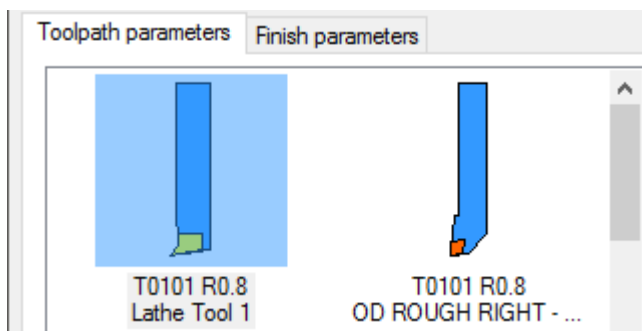 Toolpath parameters
Finish parameters
T0101 R0.8
Lathe Tool 1
T0101 R0.8
OD ROUGH RIGHT - ...